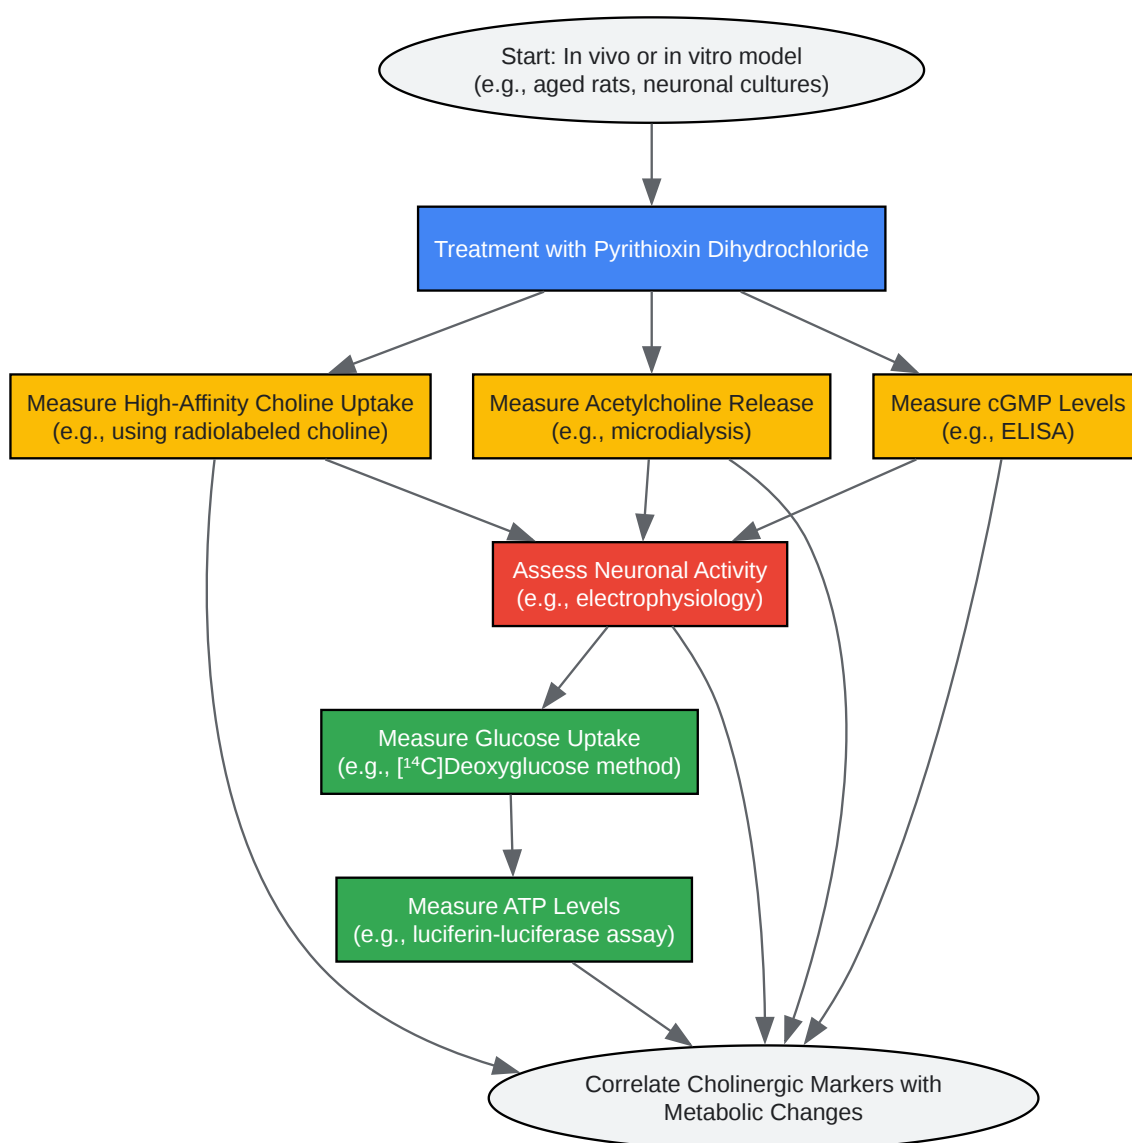 Start: In vivo or in vitro model
(e.g., aged rats, neuronal cultures)
Treatment with Pyrithioxin Dihydrochloride
Measure High-Affinity Choline Uptake
(e.g., using radiolabeled choline)
Measure Acetylcholine Release
(e.g., microdialysis)
Measure cGMP Levels
(e.g., ELISA)
Assess Neuronal Activity
(e.g., electrophysiology)
Measure Glucose Uptake
(e.g., [¹⁴C]Deoxyglucose method)
Measure ATP Levels
(e.g., luciferin-luciferase assay)
Correlate Cholinergic Markers with
Metabolic Changes